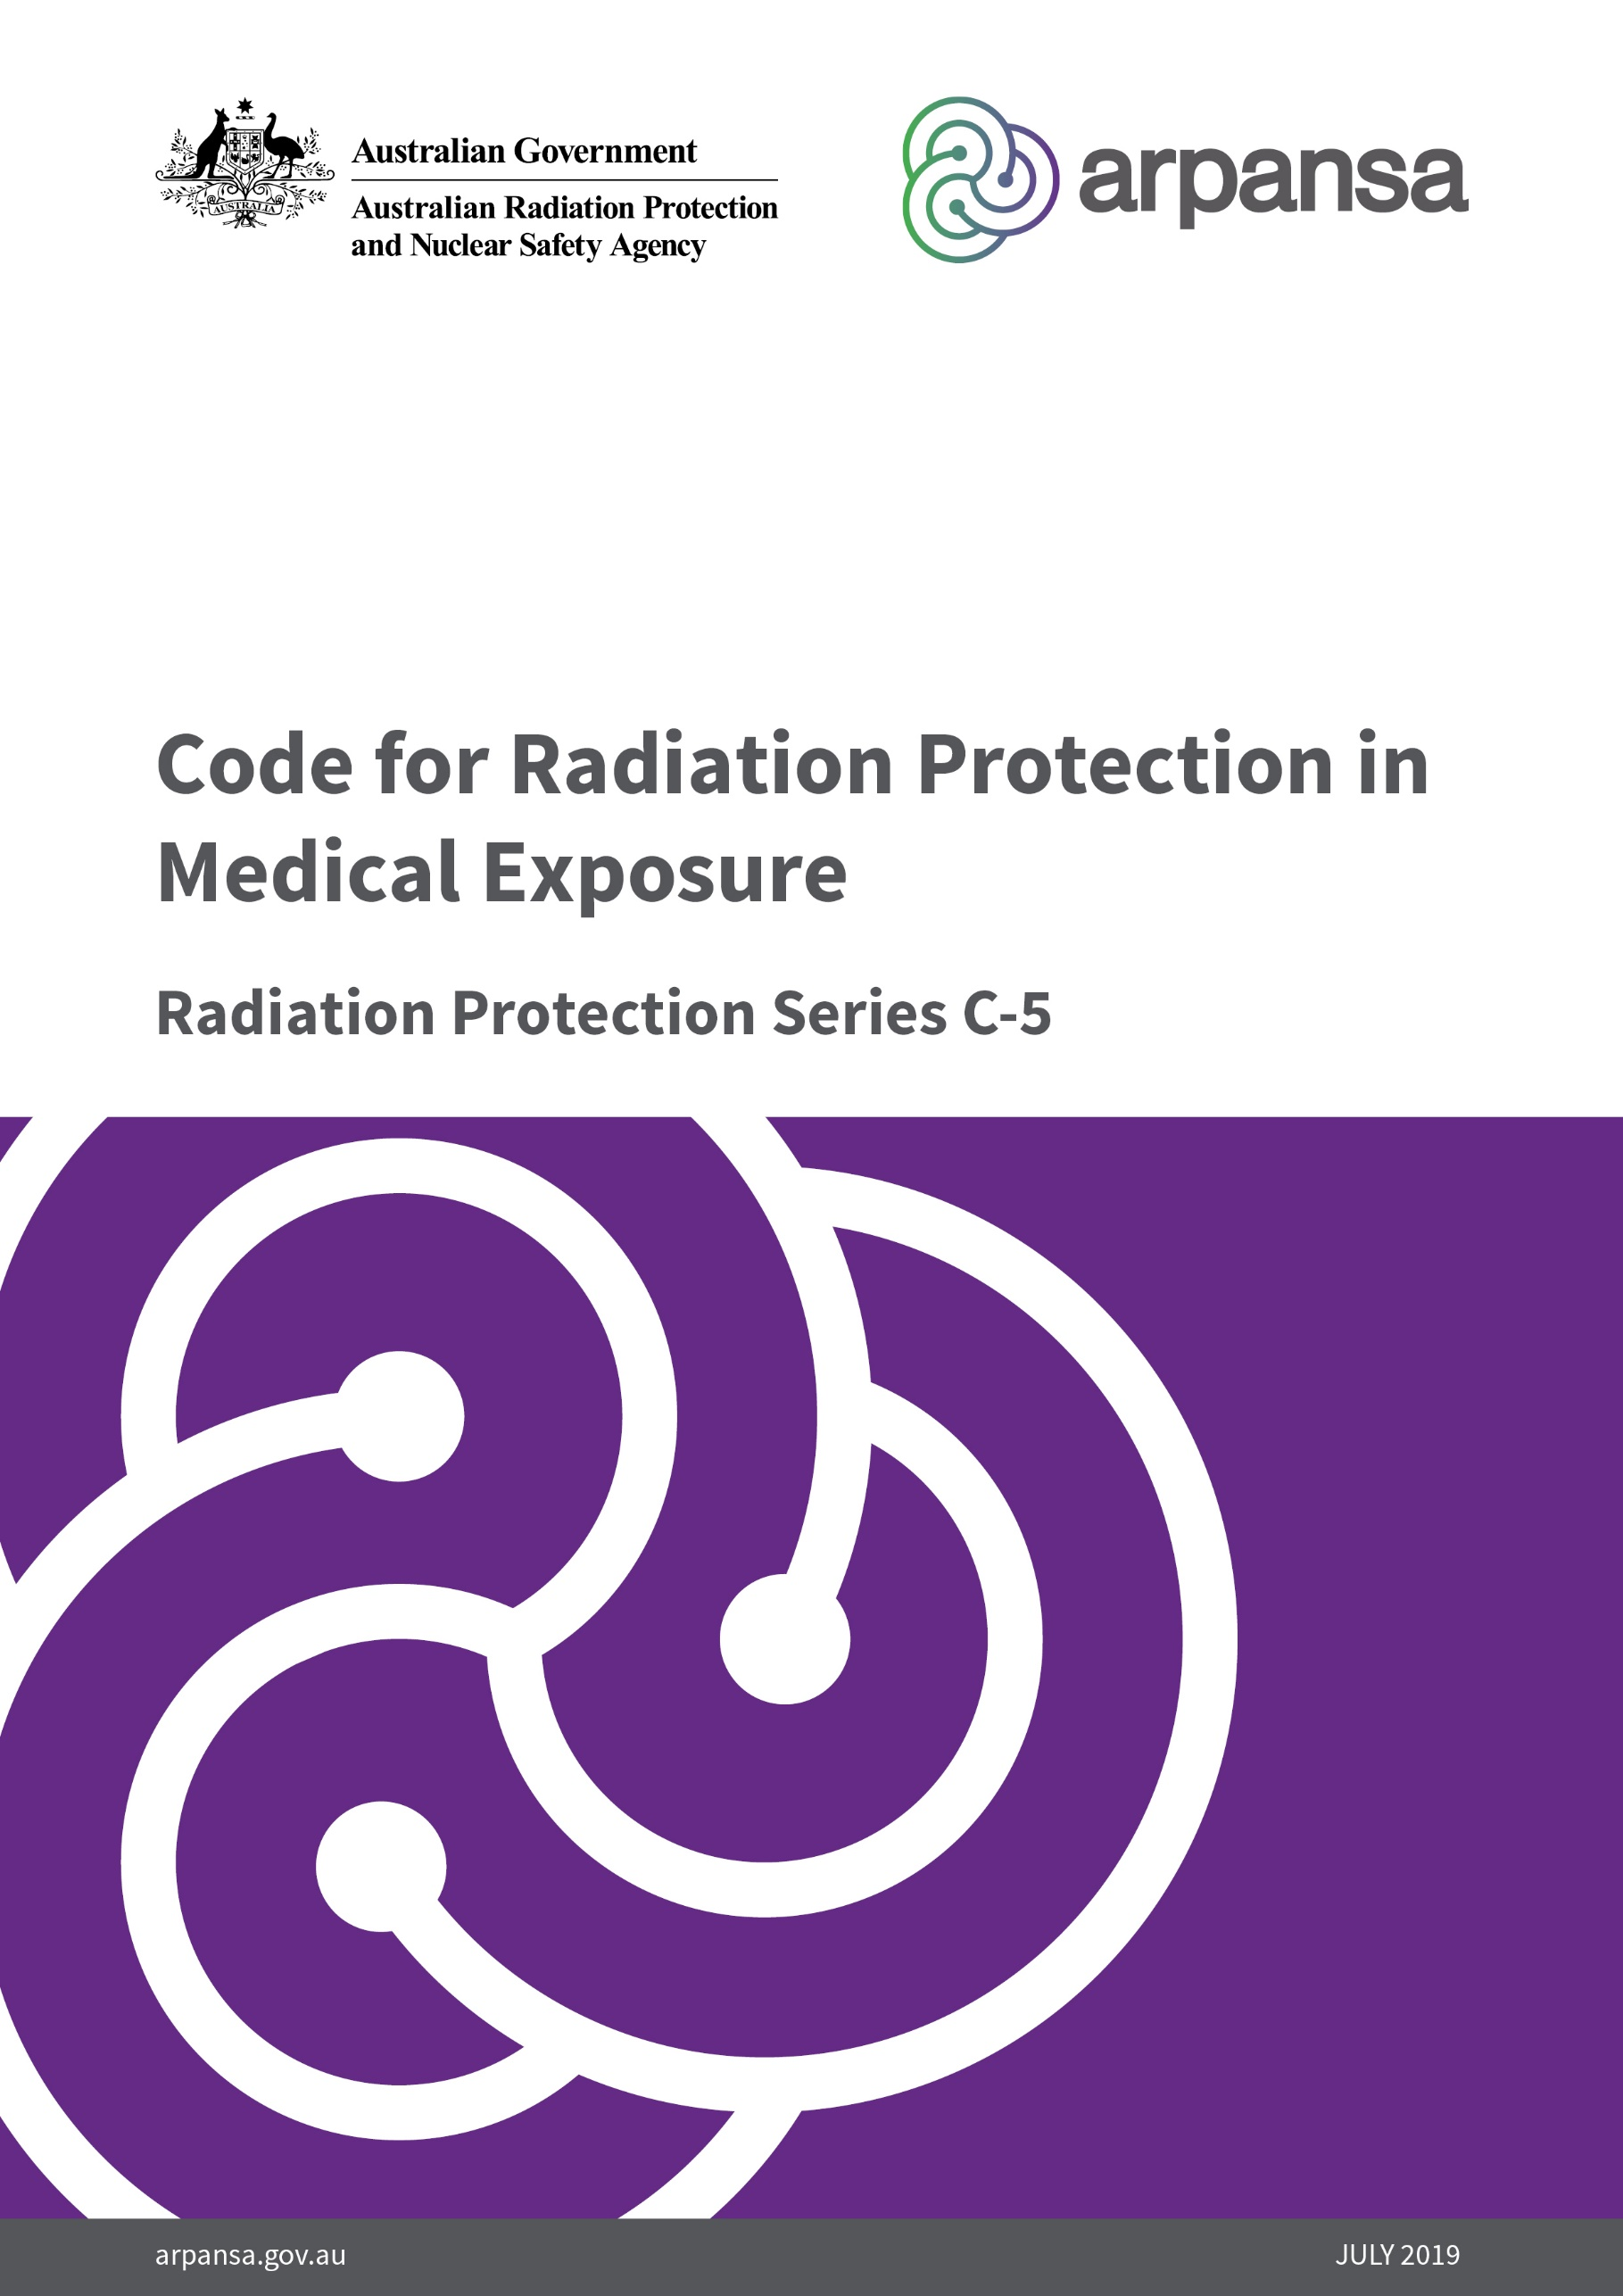 Australian Government
Australian Radiation Protection
and Nuclear Safety Agency
AUSTRALIA
arpansa
Code for Radiation Protection in
Medical Exposure
Radiation Protection Series C-5
arpansa.gov.au
JULY 2019